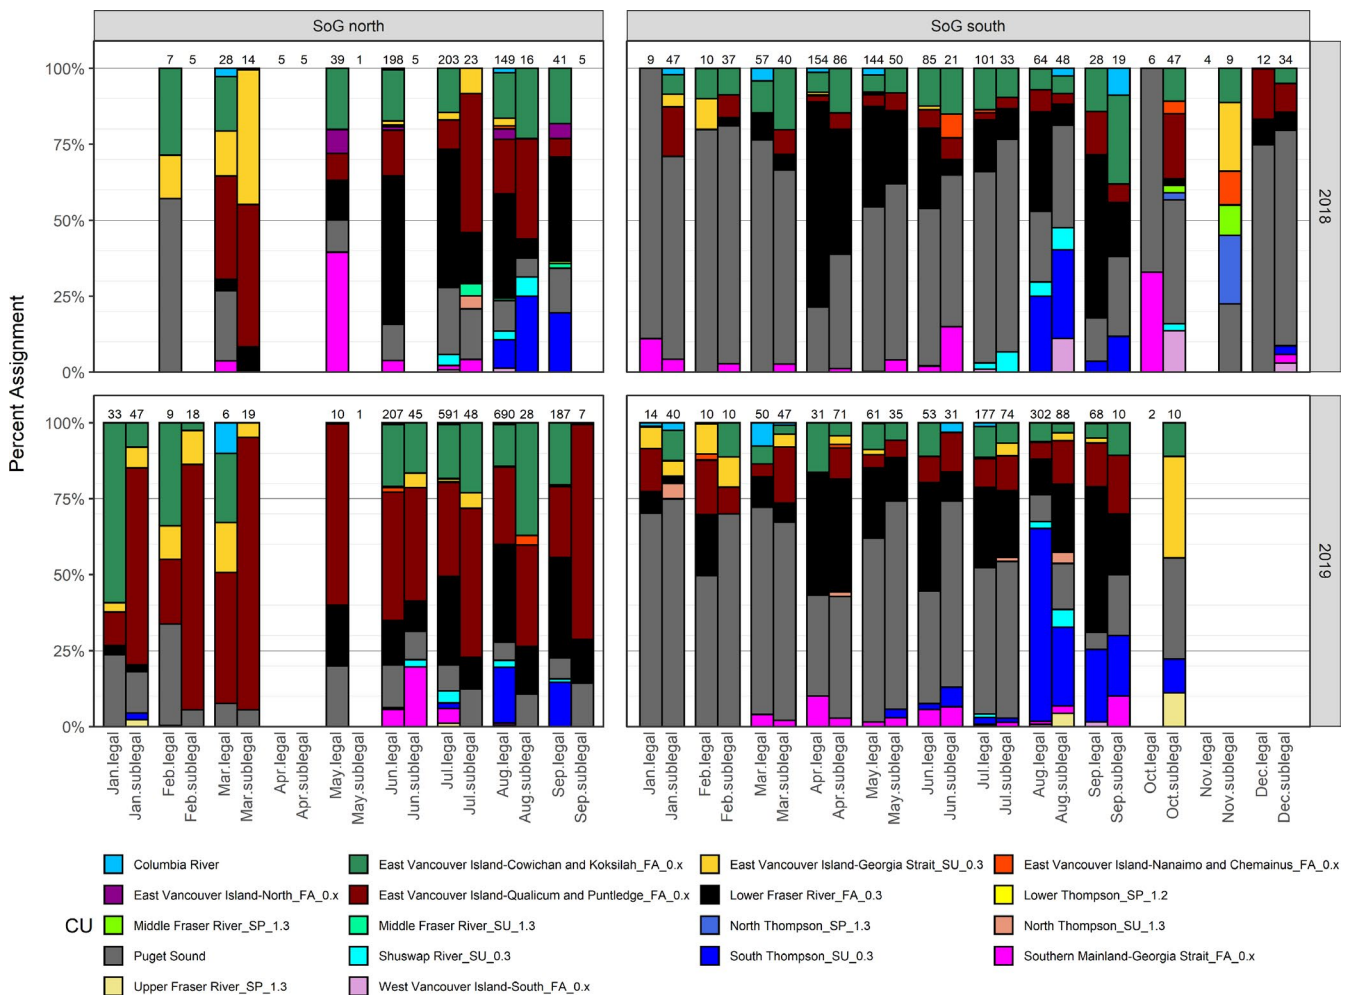 SoG north SoG south
7 5 28 14 5 5 39 1 198 5 203 23 149 16 41 5 9 47 10 37 57 40 154 86 144 50 85 21 101 33 64 48 28 19 6 47 4 9 12 34
100%
75%
50%
25%
0%
2018
Percent Assignment
33 47 9 18 6 19 10 1 207 45 591 48 690 28 187 7 14 40 10 10 50 47 31 71 61 35 53 31 177 74 302 88 68 10 2 10
100%
75%
50%
25%
0%
2019
Jan.legal Jan.sublegal Feb.legal Feb.sublegal Mar.legal Mar.sublegal Apr.legal Apr.sublegal May.legal May.sublegal Jun.legal Jun.sublegal Jul.legal Jul.sublegal Aug.legal Aug.sublegal Sep.legal Sep.sublegal Jan.legal Jan.sublegal Feb.legal Feb.sublegal Mar.legal Mar.sublegal Apr.legal Apr.sublegal May.legal May.sublegal Jun.legal Jun.sublegal Jul.legal Jul.sublegal Aug.legal Aug.sublegal Sep.legal Sep.sublegal Oct.legal Oct.sublegal Nov.legal Nov.sublegal Dec.legal Dec.sublegal
CU
Columbia River East Vancouver Island-Cowichan and Koksilah_FA_0.x East Vancouver Island-Georgia Strait_SU_0.3 East Vancouver Island-Nanaimo and Chemainus_FA_0.x
East Vancouver Island-North_FA_0.x East Vancouver Island-Qualicum and Puntledge_FA_0.x Lower Fraser River_FA_0.3 Lower Thompson_SP_1.2
Middle Fraser River_SP_1.3 Middle Fraser River_SU_1.3 North Thompson_SP_1.3 North Thompson_SU_1.3
Puget Sound Shuswap River_SU_0.3 South Thompson_SU_0.3 Southern Mainland-Georgia Strait_FA_0.x
Upper Fraser River_SP_1.3 West Vancouver Island-South_FA_0.x